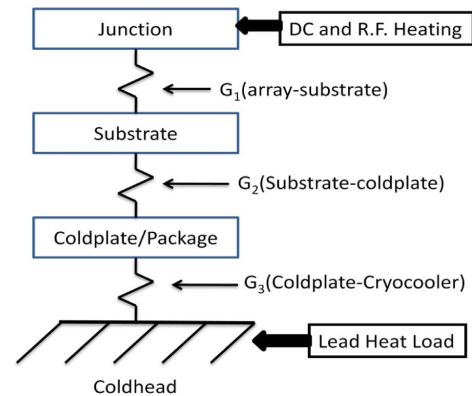 Junction
DC and R.F. Heating
G₁(array-substrate)
Substrate
G₂(Substrate-coldplate)
Coldplate/Package
G₃(Coldplate-Cryocooler)
Lead Heat Load
Coldhead